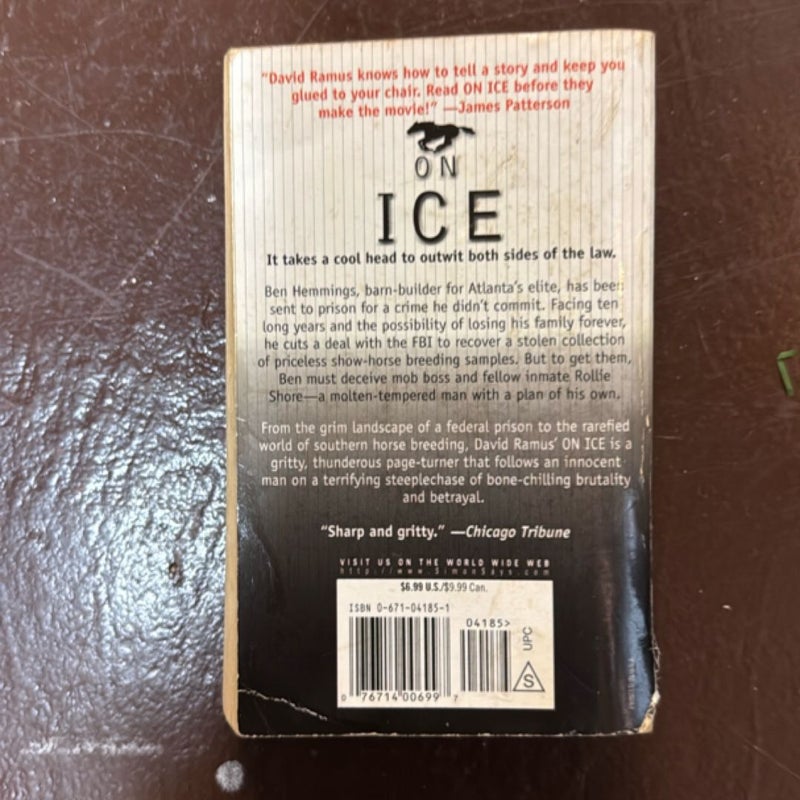 "David Ramus knows how to tell a story and keep you
glued to your chair. Read ON ICE before they
make the movie!" —James Patterson
ON
ICE
It takes a cool head to outwit both sides of the law.
Ben Hemmings, barn-builder for Atlanta's elite, has been
sent to prison for a crime he didn't commit. Facing ten
long years and the possibility of losing his family forever,
he cuts a deal with the FBI to recover a stolen collection
of priceless show-horse breeding samples. But to get them,
Ben must deceive mob boss and fellow inmate Rollie
Shore—a molten-tempered man with a plan of his own.
From the grim landscape of a federal prison to the rarefied
world of southern horse breeding, David Ramus' ON ICE is a
gritty, thunderous page-turner that follows an innocent
man on a terrifying steeplechase of bone-chilling brutality
and betrayal.
"Sharp and gritty." —Chicago Tribune
VISIT US ON THE WORLD WIDE WEB
http://www.SimonSays.com
$6.99 U.S./$9.99 Can.
ISBN 0-671-04185-1
04185>
UPC
S
0 76714 00699 7